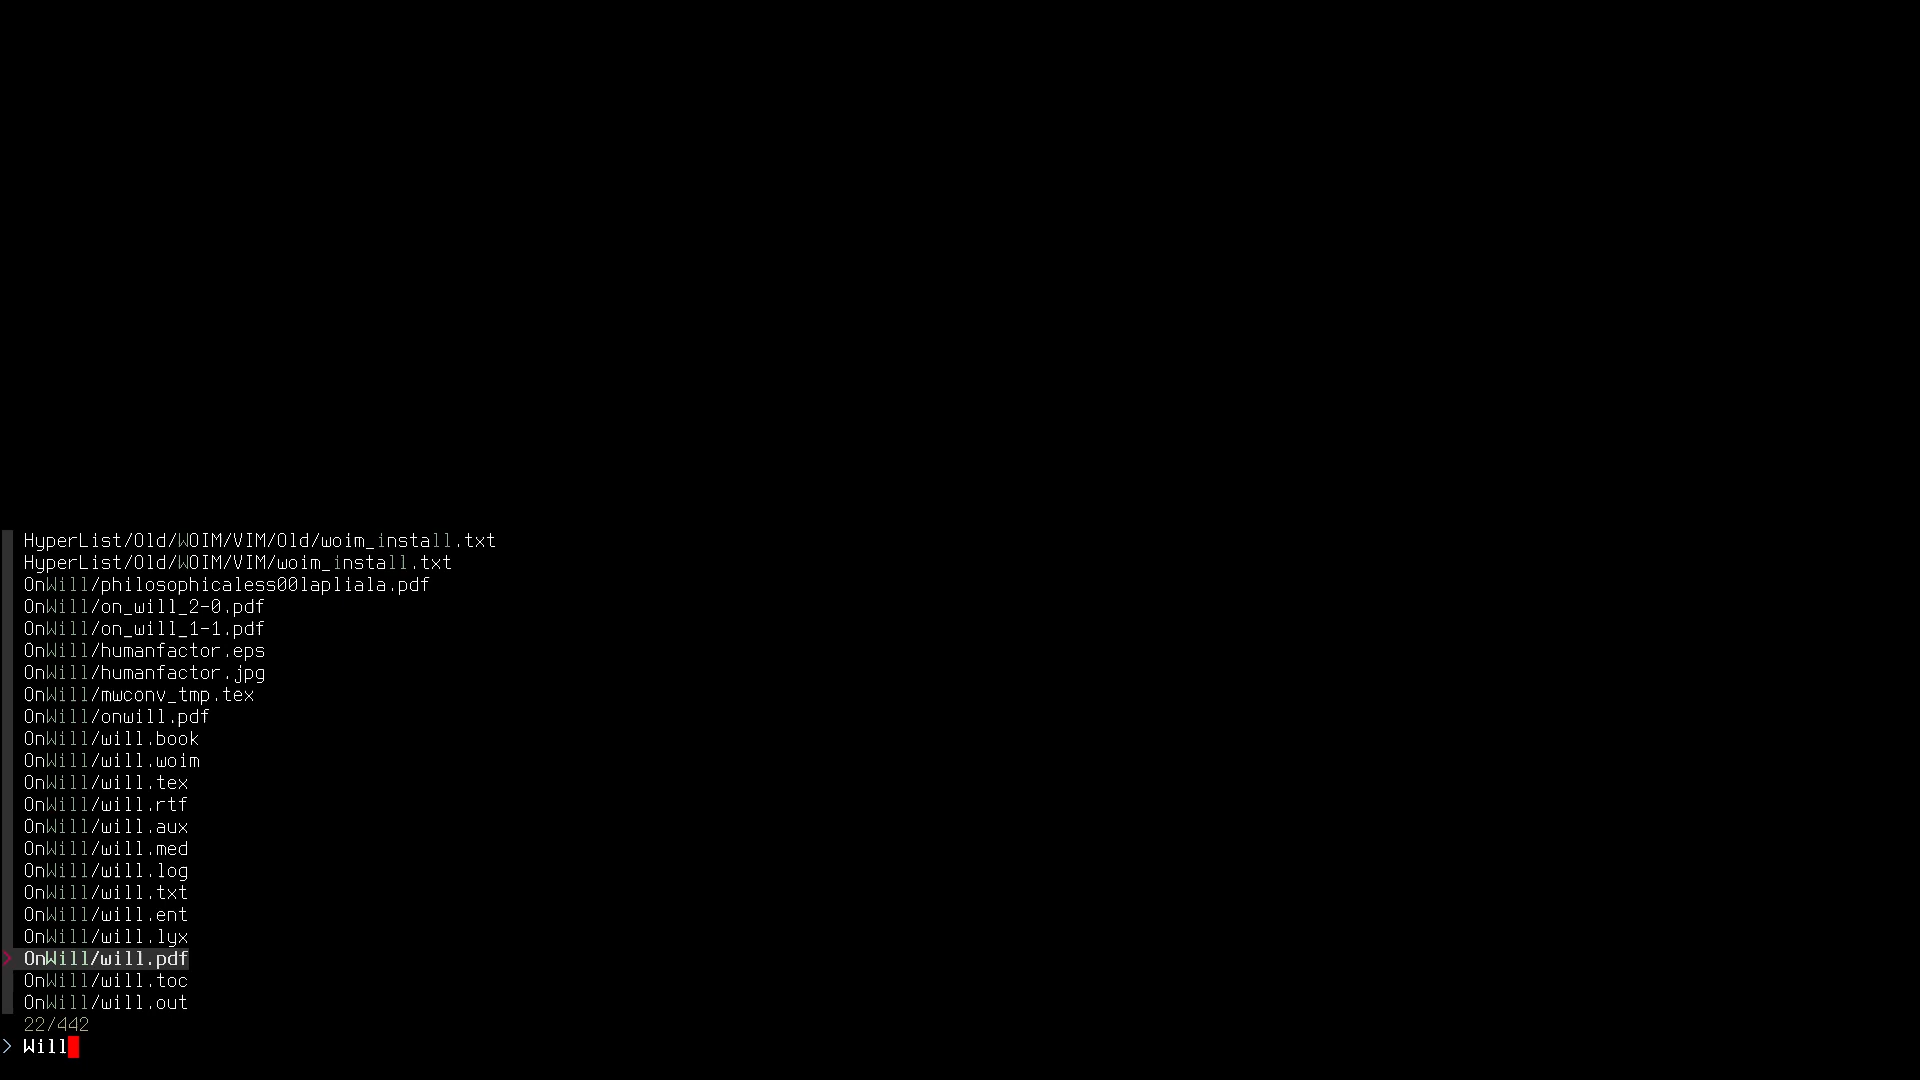 HyperList/Old/WOIM/VIM/Old/woim_install.txt
HyperList/Old/WOIM/VIM/woim_install.txt
OnWill/philosophicaless00lapliala.pdf
OnWill/on_will_2-0.pdf
OnWill/on_will_1-1.pdf
OnWill/humanfactor.eps
OnWill/humanfactor.jpg
OnWill/mwconv_tmp.tex
OnWill/onwill.pdf
OnWill/will.book
OnWill/will.woim
OnWill/will.tex
OnWill/will.rtf
OnWill/will.aux
OnWill/will.med
OnWill/will.log
OnWill/will.txt
OnWill/will.ent
OnWill/will.lyx
> OnWill/will.pdf
OnWill/will.toc
OnWill/will.out
22/442
> Will